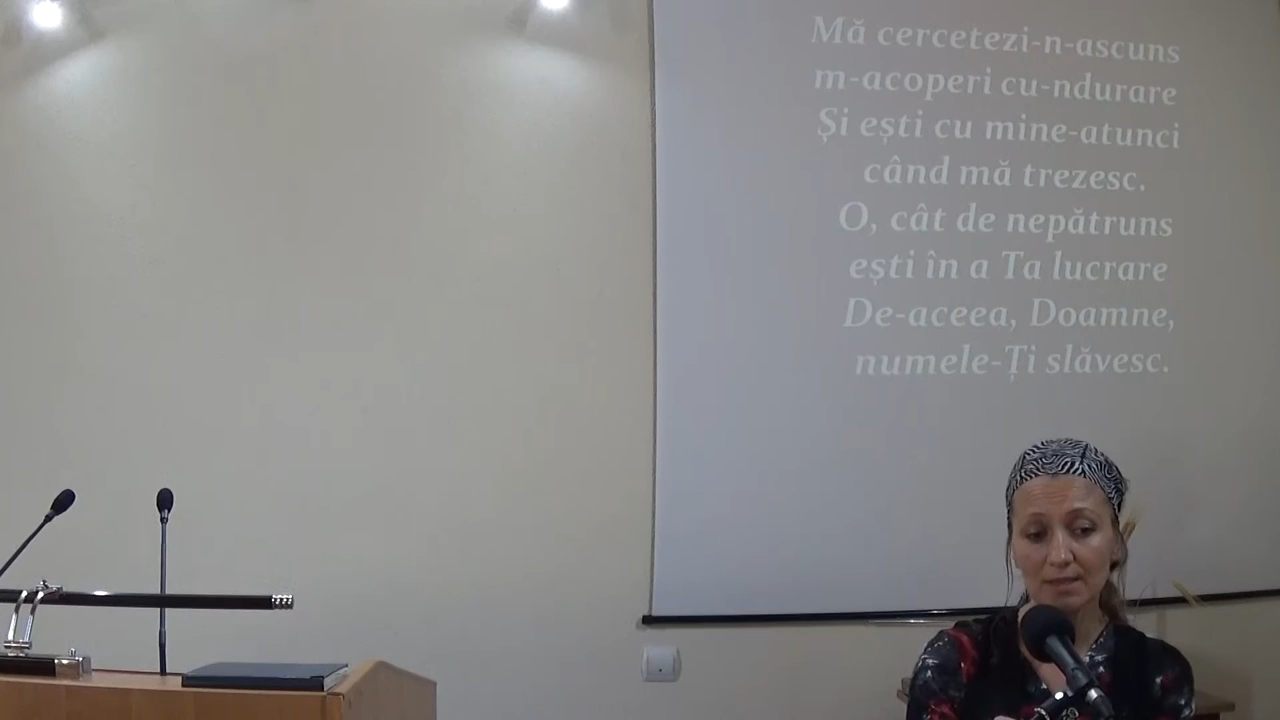 Mă cercetezi-n-ascuns
m-acoperi cu-ndurare
Și ești cu mine-atunci
când mă trezesc.
O, cât de nepătruns
ești în a Ta lucrare
De-aceea, Doamne,
numele-Ți slăvesc.